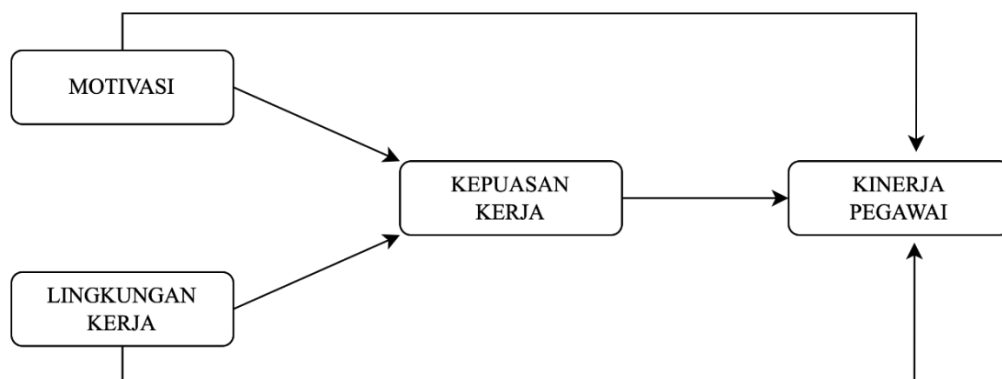 MOTIVASI
KEPUASAN
KERJA
KINERJA
PEGAWAI
LINGKUNGAN
KERJA